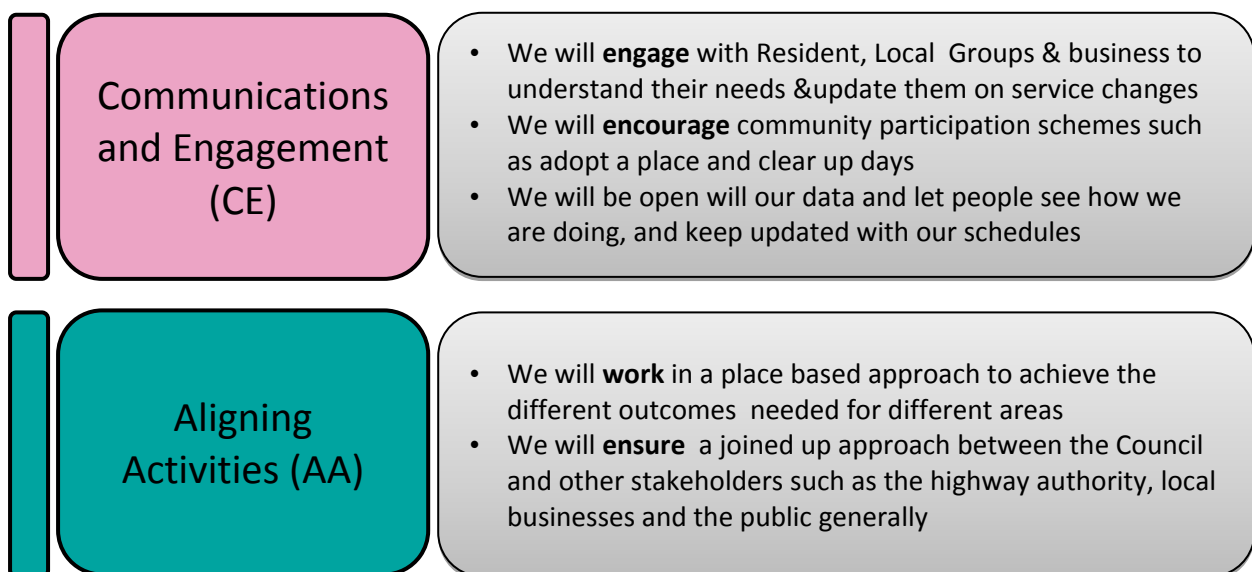 Communications
and Engagement
(CE)
• We will engage with Resident, Local Groups & business to
understand their needs &update them on service changes
• We will encourage community participation schemes such
as adopt a place and clear up days
• We will be open will our data and let people see how we
are doing, and keep updated with our schedules
Aligning
Activities (AA)
• We will work in a place based approach to achieve the
different outcomes needed for different areas
• We will ensure a joined up approach between the Council
and other stakeholders such as the highway authority, local
businesses and the public generally